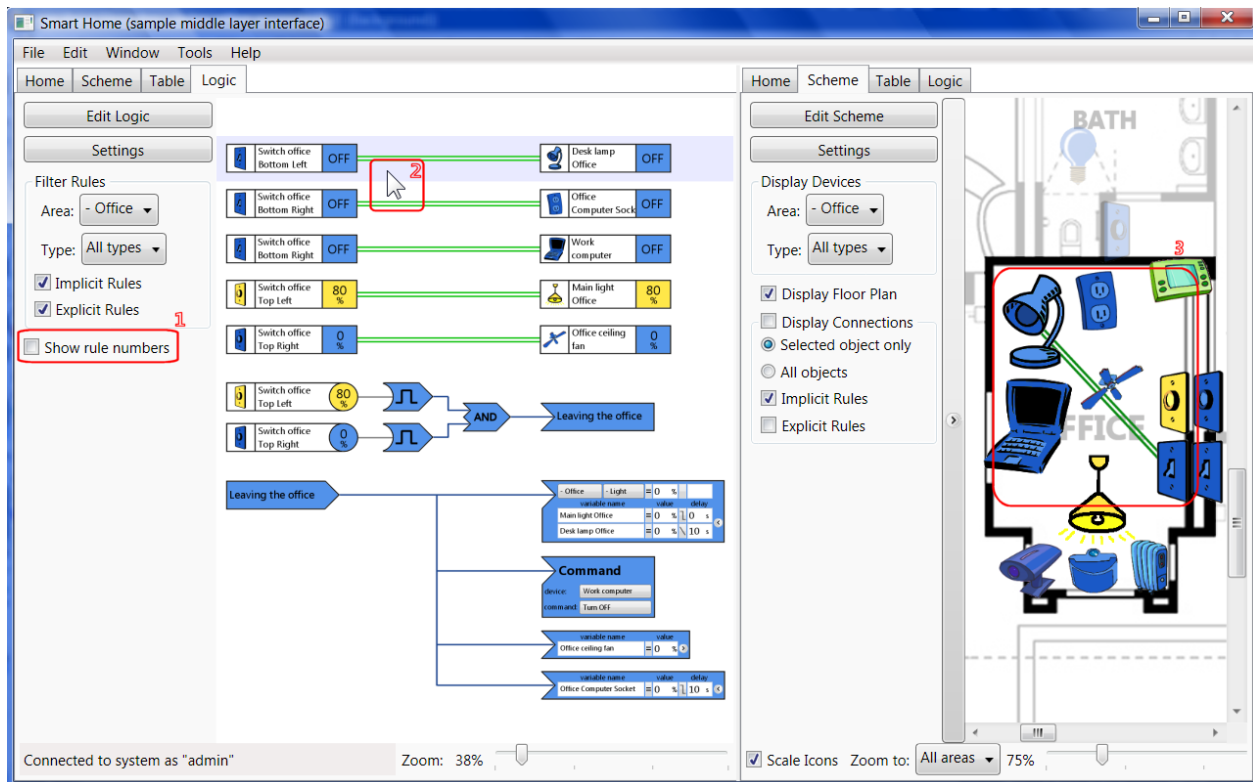 Smart Home (sample middle layer interface)
File Edit Window Tools Help
Home Scheme Table Logic
Edit Logic
Settings
Filter Rules
Area: - Office
Type: All types
Implicit Rules
Explicit Rules
1
Show rule numbers
Switch office
Bottom Left
OFF
Desk lamp
Office
OFF
2
Switch office
Bottom Right
OFF
Office
Computer Sock
OFF
Switch office
Bottom Right
OFF
Work
computer
OFF
Switch office
Top Left
80
%
Main light
Office
80
%
Switch office
Top Right
0
%
Office ceiling
fan
0
%
Switch office
Top Left
80
%
Switch office
Top Right
0
%
AND
Leaving the office
Leaving the office
- Office - Light = 0 %
variable name value delay
Main light Office = 0 % 0 s
Desk lamp Office = 0 % 10 s
Command
device: Work computer
command: Turn OFF
variable name value
Office ceiling fan = 0 %
variable name value delay
Office Computer Socket = 0 % 10 s
Connected to system as "admin"
Zoom: 38%
Home Scheme Table Logic
Edit Scheme
Settings
Display Devices
Area: - Office
Type: All types
Display Floor Plan
Display Connections
Selected object only
All objects
Implicit Rules
Explicit Rules
BATH
3
OFFICE
Scale Icons Zoom to: All areas 75%